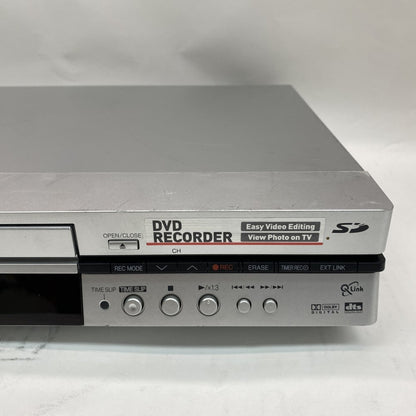 DVD
RECORDER
Easy Video Editing
View Photo on TV
SD
OPEN/CLOSE
CH
REC MODE
REC
ERASE
TIMER REC
EXT LINK
TIME SLIP
TIME SLIP
▶/x1.3
Q Link
DOLBY
DIGITAL
dts